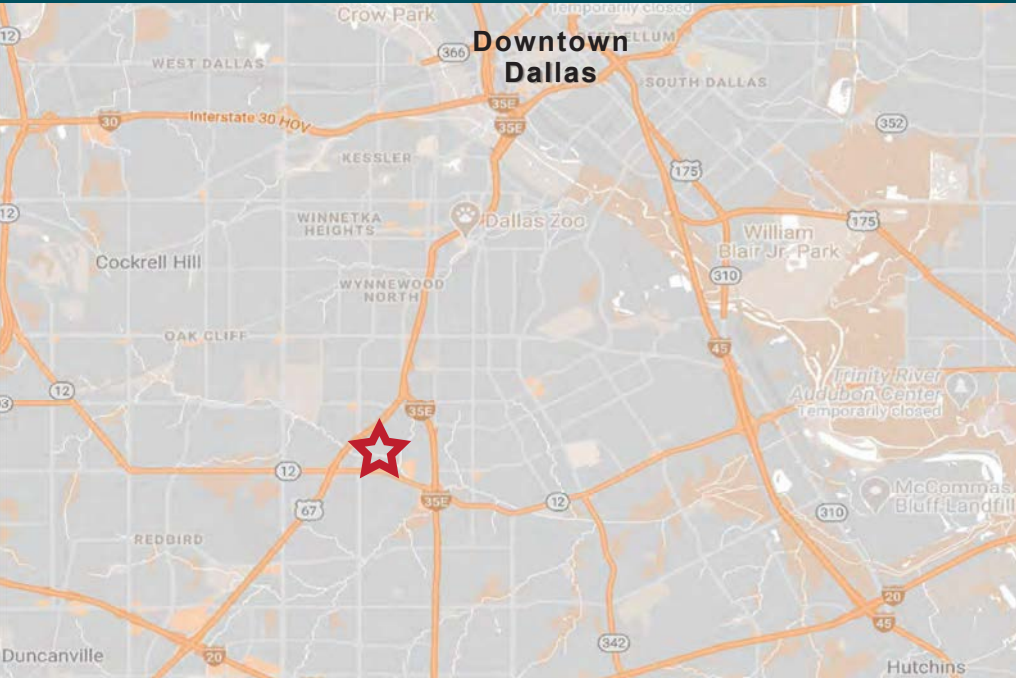 Crow Park
Temporarily closed
12
366
Downtown
DEEP ELLUM
Dallas
WEST DALLAS
SOUTH DALLAS
35E
30
Interstate 30 HOV
35E
352
KESSLER
175
12
WINNETKA
HEIGHTS
Dallas Zoo
175
William
Blair Jr. Park
Cockrell Hill
310
WYNNEWOOD
NORTH
OAK CLIFF
45
Trinity River
Audubon Center
Temporarily closed
12
3
35E
12
67
35E
12
McCommas
Bluff Landfill
310
REDBIRD
20
45
342
Duncanville
20
Hutchins